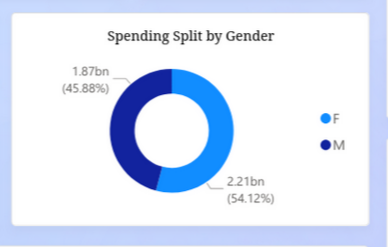 Spending Split by Gender
1.87bn
(45.88%)
F
M
2.21bn
(54.12%)